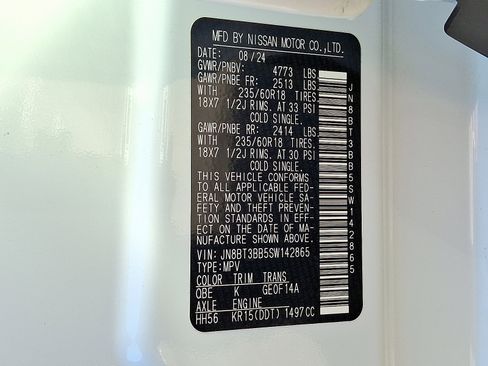 MFD BY NISSAN MOTOR CO.,LTD.
DATE: 08/24
GVWR/PNBV: 4773 LBS
GAWR/PNBE FR: 2513 LBS
WITH 235/60R18 TIRES.
18X7 1/2J RIMS. AT 33 PSI
COLD SINGLE.
GAWR/PNBE RR: 2414 LBS
WITH 235/60R18 TIRES.
18X7 1/2J RIMS. AT 30 PSI
COLD SINGLE.
THIS VEHICLE CONFORMS
TO ALL APPLICABLE FED-
ERAL MOTOR VEHICLE SA-
FETY AND THEFT PREVEN-
TION STANDARDS IN EFF-
ECT ON THE DATE OF MA-
NUFACTURE SHOWN ABOVE.
VIN: JN8BT3BB5SW142865
TYPE:MPV
COLOR TRIM TRANS
QBE K GE0F14A
AXLE ENGINE
HH56 KR15(DDT) 1497CC
JN8BT3BB5SW142865